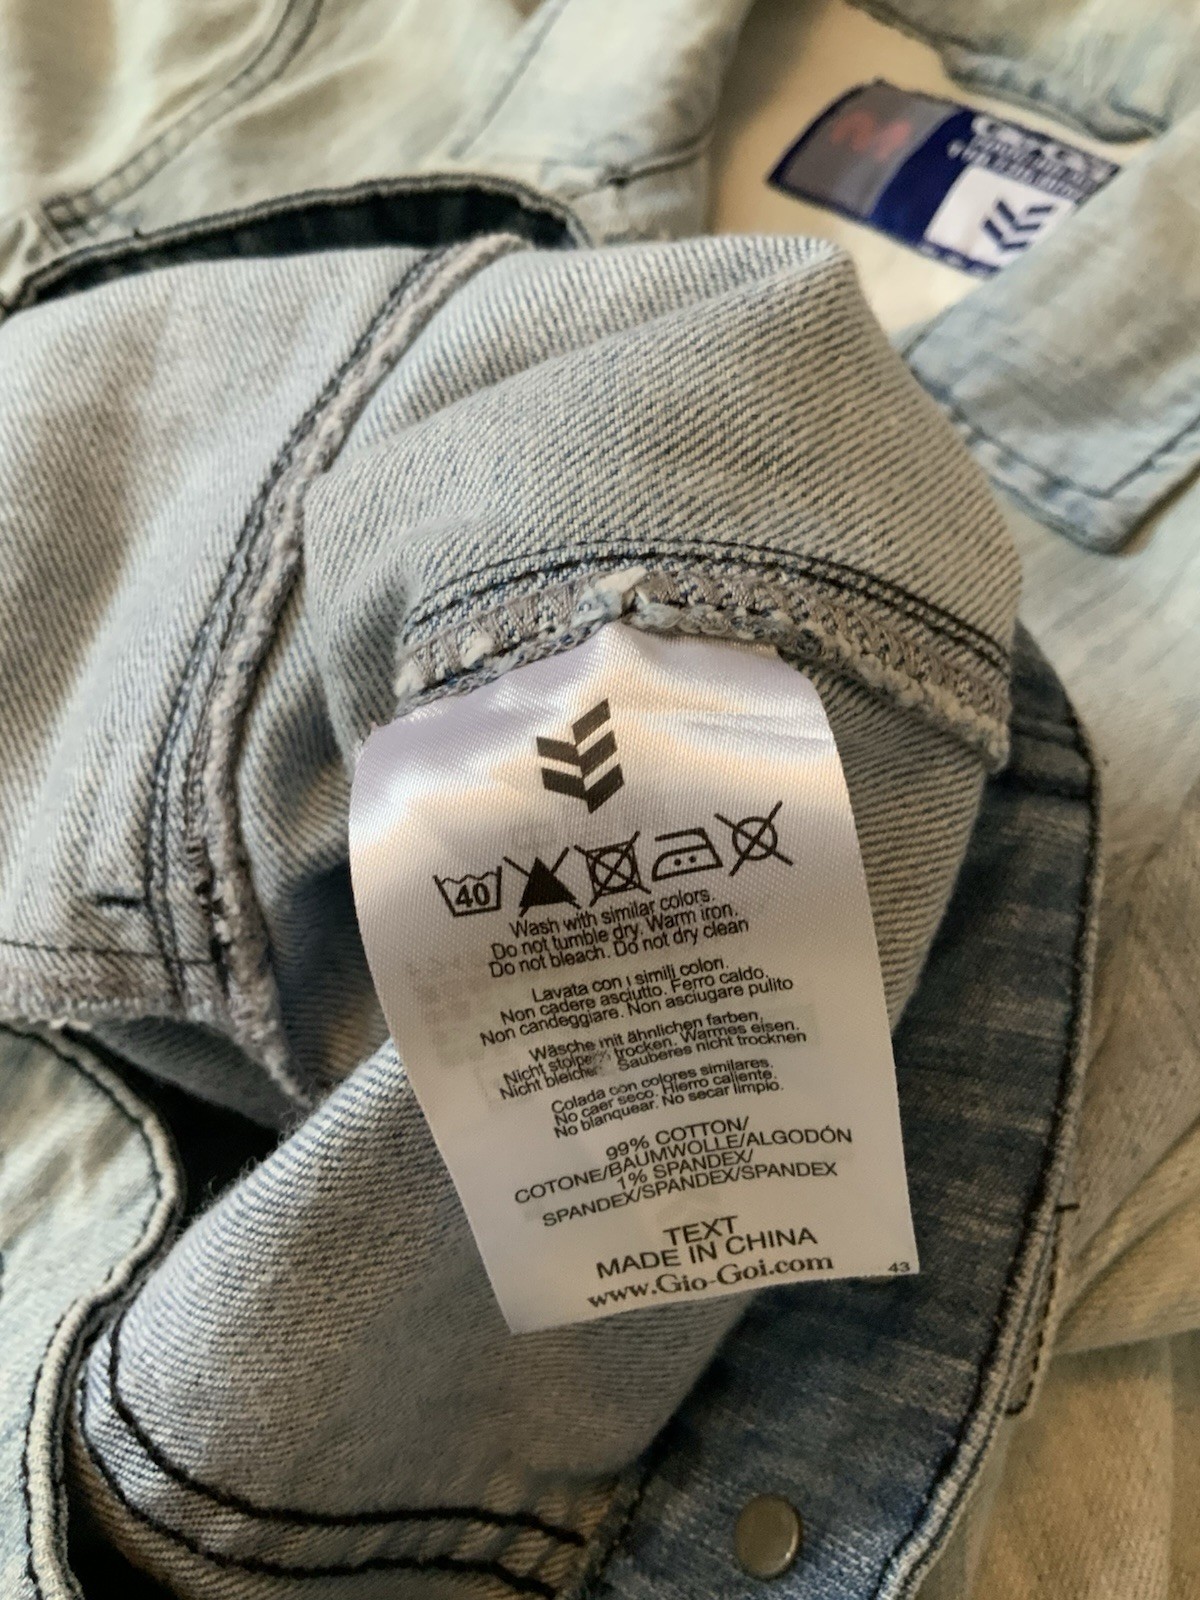 M
40
Wash with similar colors.
Do not tumble dry. Warm iron.
Do not bleach. Do not dry clean
Lavata con i simili colori.
Non cadere asciutto. Ferro caldo.
Non candeggiare. Non asciugare pulito
Wäsche mit ähnlichen farben,
Nicht trocken. Warmes eisen.
Nicht Sauberes nicht trocknen
Colada con colores similares.
No caer seco. Hierro caliente.
No blanquear. No secar limpio.
99% COTTON/
COTONE/BAUMWOLLE/ALGODÓN
1% SPANDEX/
SPANDEX/SPANDEX/SPANDEX
TEXT
MADE IN CHINA
www.Gio-Goi.com
43